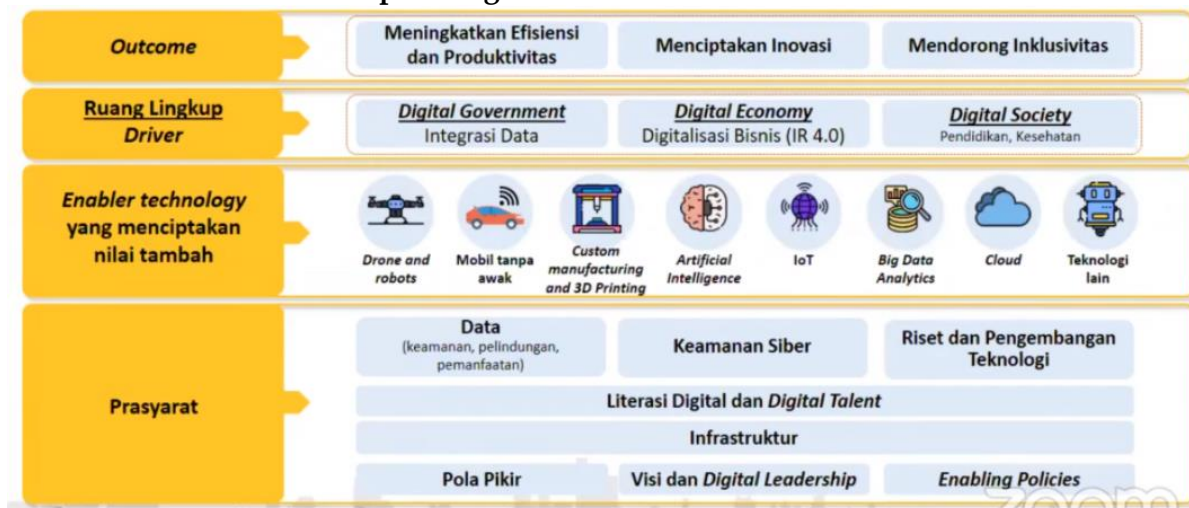 Outcome
Meningkatkan Efisiensi
dan Produktivitas
Menciptakan Inovasi
Mendorong Inklusivitas
Ruang Lingkup
Driver
Digital Government
Integrasi Data
Digital Economy
Digitalisasi Bisnis (IR 4.0)
Digital Society
Pendidikan, Kesehatan
Enabler technology
yang menciptakan
nilai tambah
Drone and
robots
Mobil tanpa
awak
Custom
manufacturing
and 3D Printing
Artificial
Intelligence
IoT
Big Data
Analytics
Cloud
Teknologi
lain
Prasyarat
Data
(keamanan, pelindungan,
pemanfaatan)
Keamanan Siber
Riset dan Pengembangan
Teknologi
Literasi Digital dan Digital Talent
Infrastruktur
Pola Pikir
Visi dan Digital Leadership
Enabling Policies
zoom